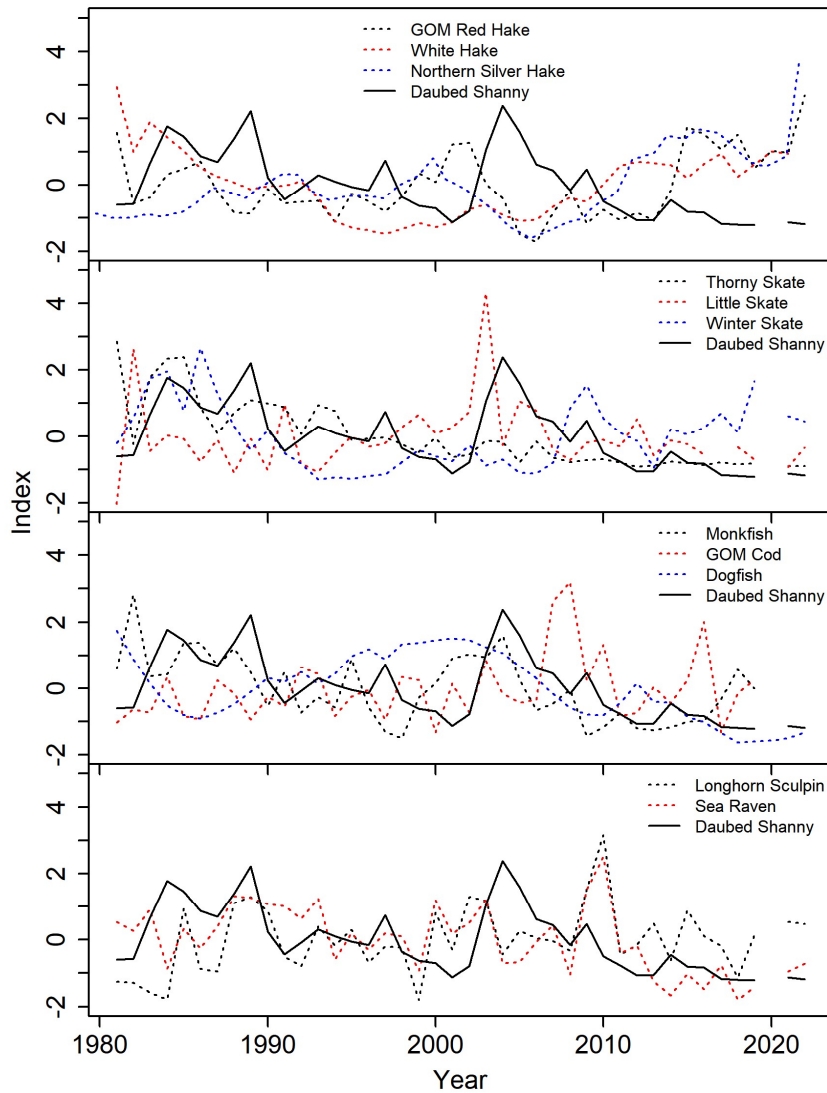 GOM Red Hake
White Hake
Northern Silver Hake
Daubed Shanny
4
2
0
-2
Thorny Skate
Little Skate
Winter Skate
Daubed Shanny
4
2
0
-2
Index
Monkfish
GOM Cod
Dogfish
Daubed Shanny
4
2
0
-2
Longhorn Sculpin
Sea Raven
Daubed Shanny
4
2
0
-2
1980 1990 2000 2010 2020
Year